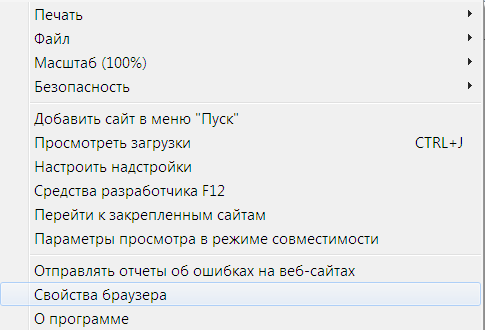 Печать
Файл
Масштаб (100%)
Безопасность
Добавить сайт в меню "Пуск"
Просмотреть загрузки CTRL+J
Настроить надстройки
Средства разработчика F12
Перейти к закрепленным сайтам
Параметры просмотра в режиме совместимости
Отправлять отчеты об ошибках на веб-сайтах
Свойства браузера
О программе